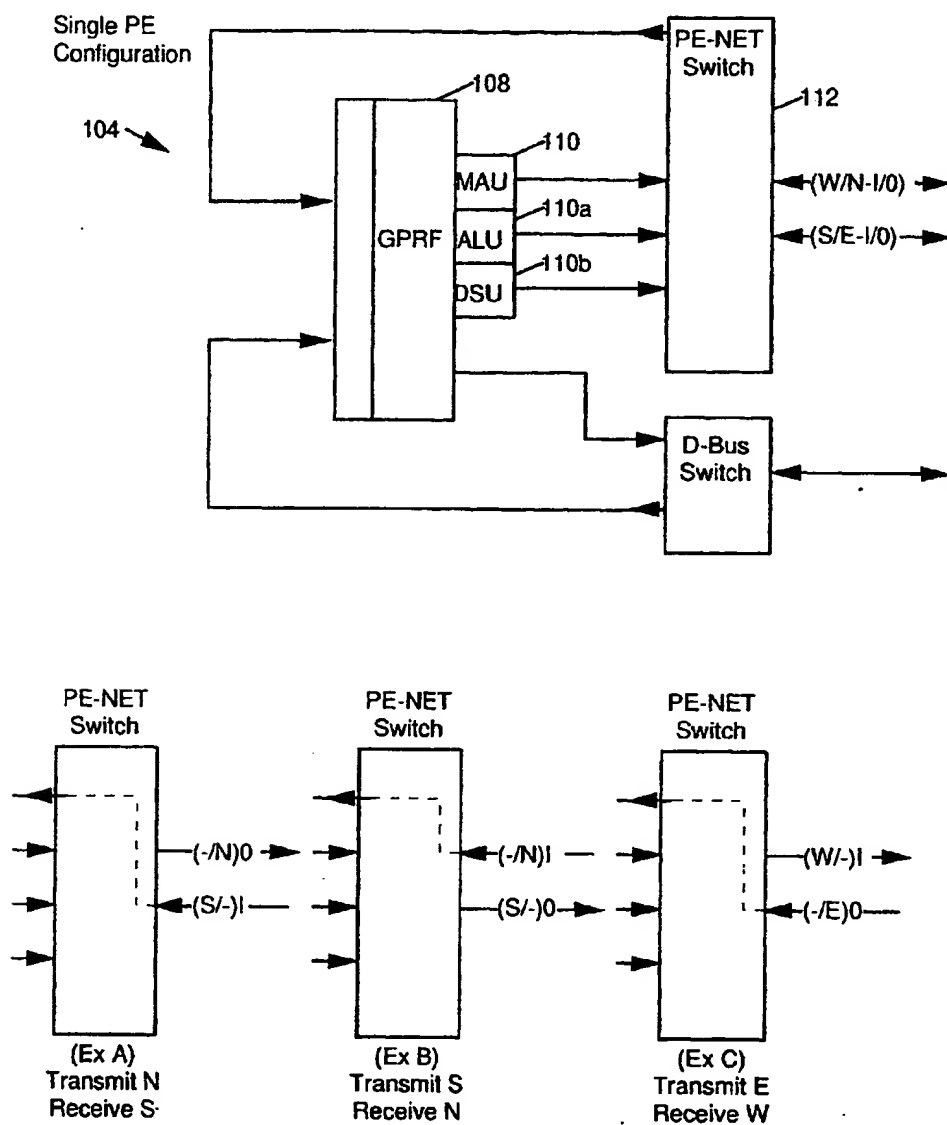 Single PE
Configuration
PE-NET
Switch
108
112
104
110
MAU
(W/N-I/0)
110a
GPRF
ALU
(S/E-I/0)
110b
DSU
D-Bus
Switch
PE-NET
Switch
PE-NET
Switch
PE-NET
Switch
(-/N)0
(-/N)I
(W/-)I
(S/-)I
(S/-)0
(-/E)0
(Ex A)
Transmit N
Receive S
(Ex B)
Transmit S
Receive N
(Ex C)
Transmit E
Receive W